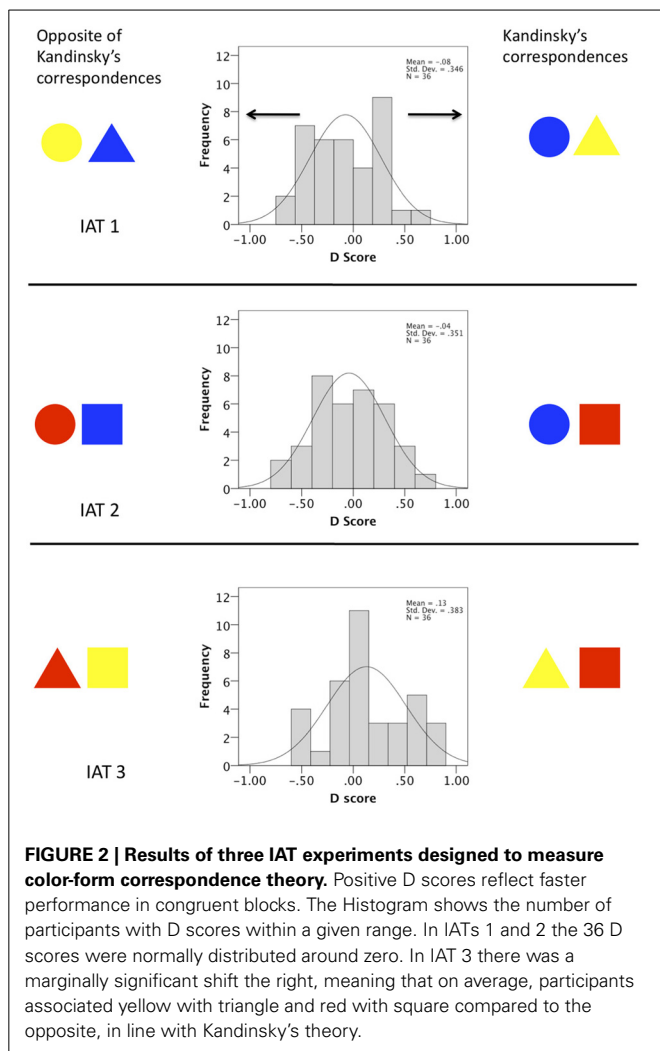 Opposite of
Kandinsky's
correspondences
Kandinsky's
correspondences
12
10
8
6
4
2
0
Frequency
Mean = -.08
Std. Dev. = .346
N = 36
-1.00
-.50
.00
.50
1.00
D Score
IAT 1
12
10
8
6
4
2
0
Frequency
Mean = -.04
Std. Dev. = .351
N = 36
-1.00
-.50
.00
.50
1.00
D Score
IAT 2
12
10
8
6
4
2
0
Frequency
Mean = .13
Std. Dev. = .383
N = 36
-1.00
-.50
.00
.50
1.00
D score
IAT 3
FIGURE 2 | Results of three IAT experiments designed to measure
color-form correspondence theory. Positive D scores reflect faster
performance in congruent blocks. The Histogram shows the number of
participants with D scores within a given range. In IATs 1 and 2 the 36 D
scores were normally distributed around zero. In IAT 3 there was a
marginally significant shift the right, meaning that on average, participants
associated yellow with triangle and red with square compared to the
opposite, in line with Kandinsky's theory.